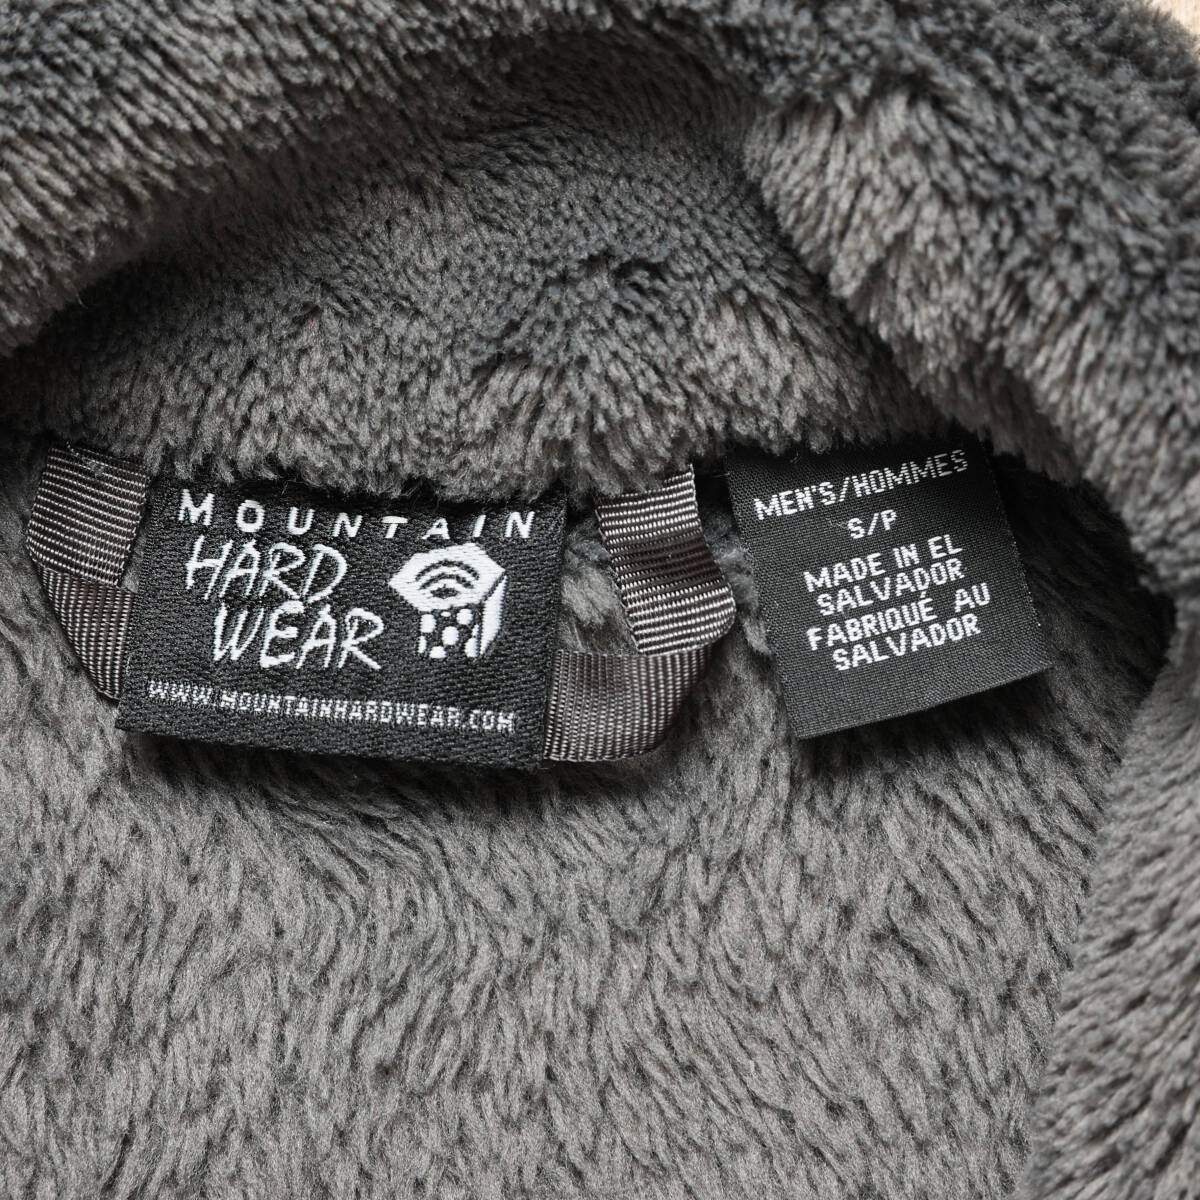 MOUNTAIN
HARD
WEAR
WWW.MOUNTAINHARDWEAR.COM
MEN'S/HOMMES
S/P
MADE IN EL
SALVADOR
FABRIQUÉ AU
SALVADOR